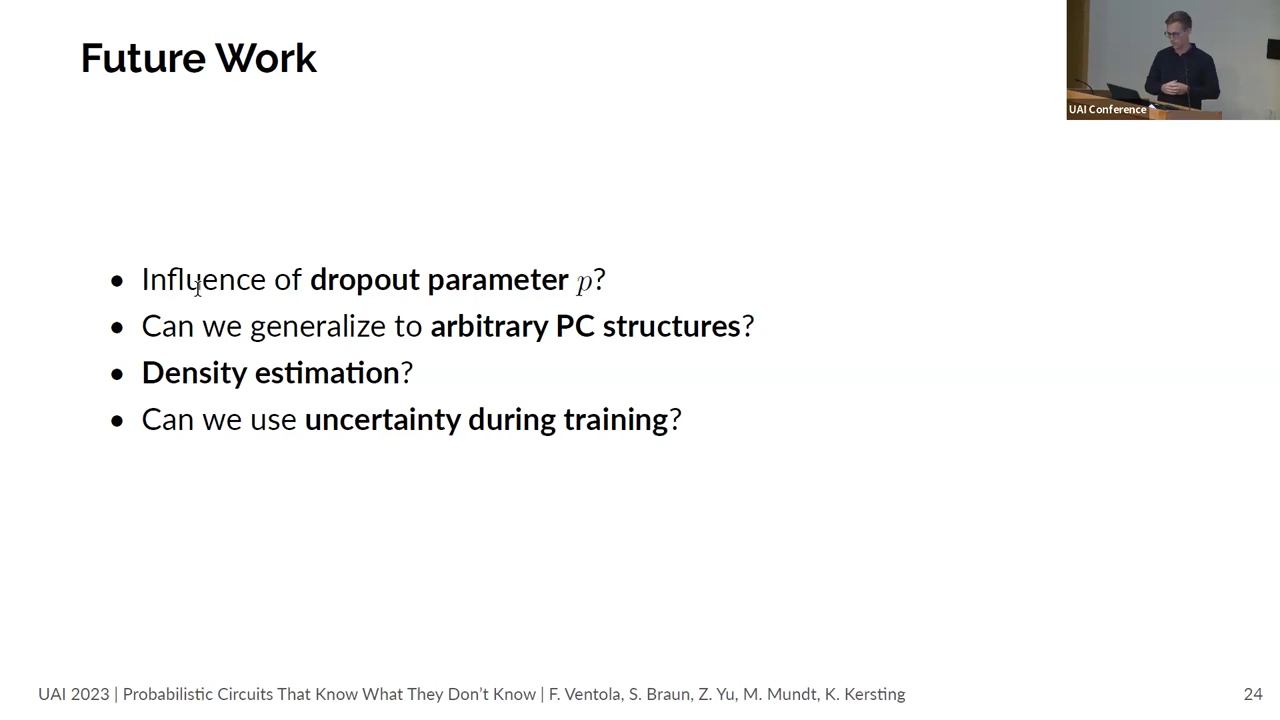 Future Work
UAI Conference
• Influence of dropout parameter p?
• Can we generalize to arbitrary PC structures?
• Density estimation?
• Can we use uncertainty during training?
UAI 2023 | Probabilistic Circuits That Know What They Don't Know | F. Ventola, S. Braun, Z. Yu, M. Mundt, K. Kersting
24